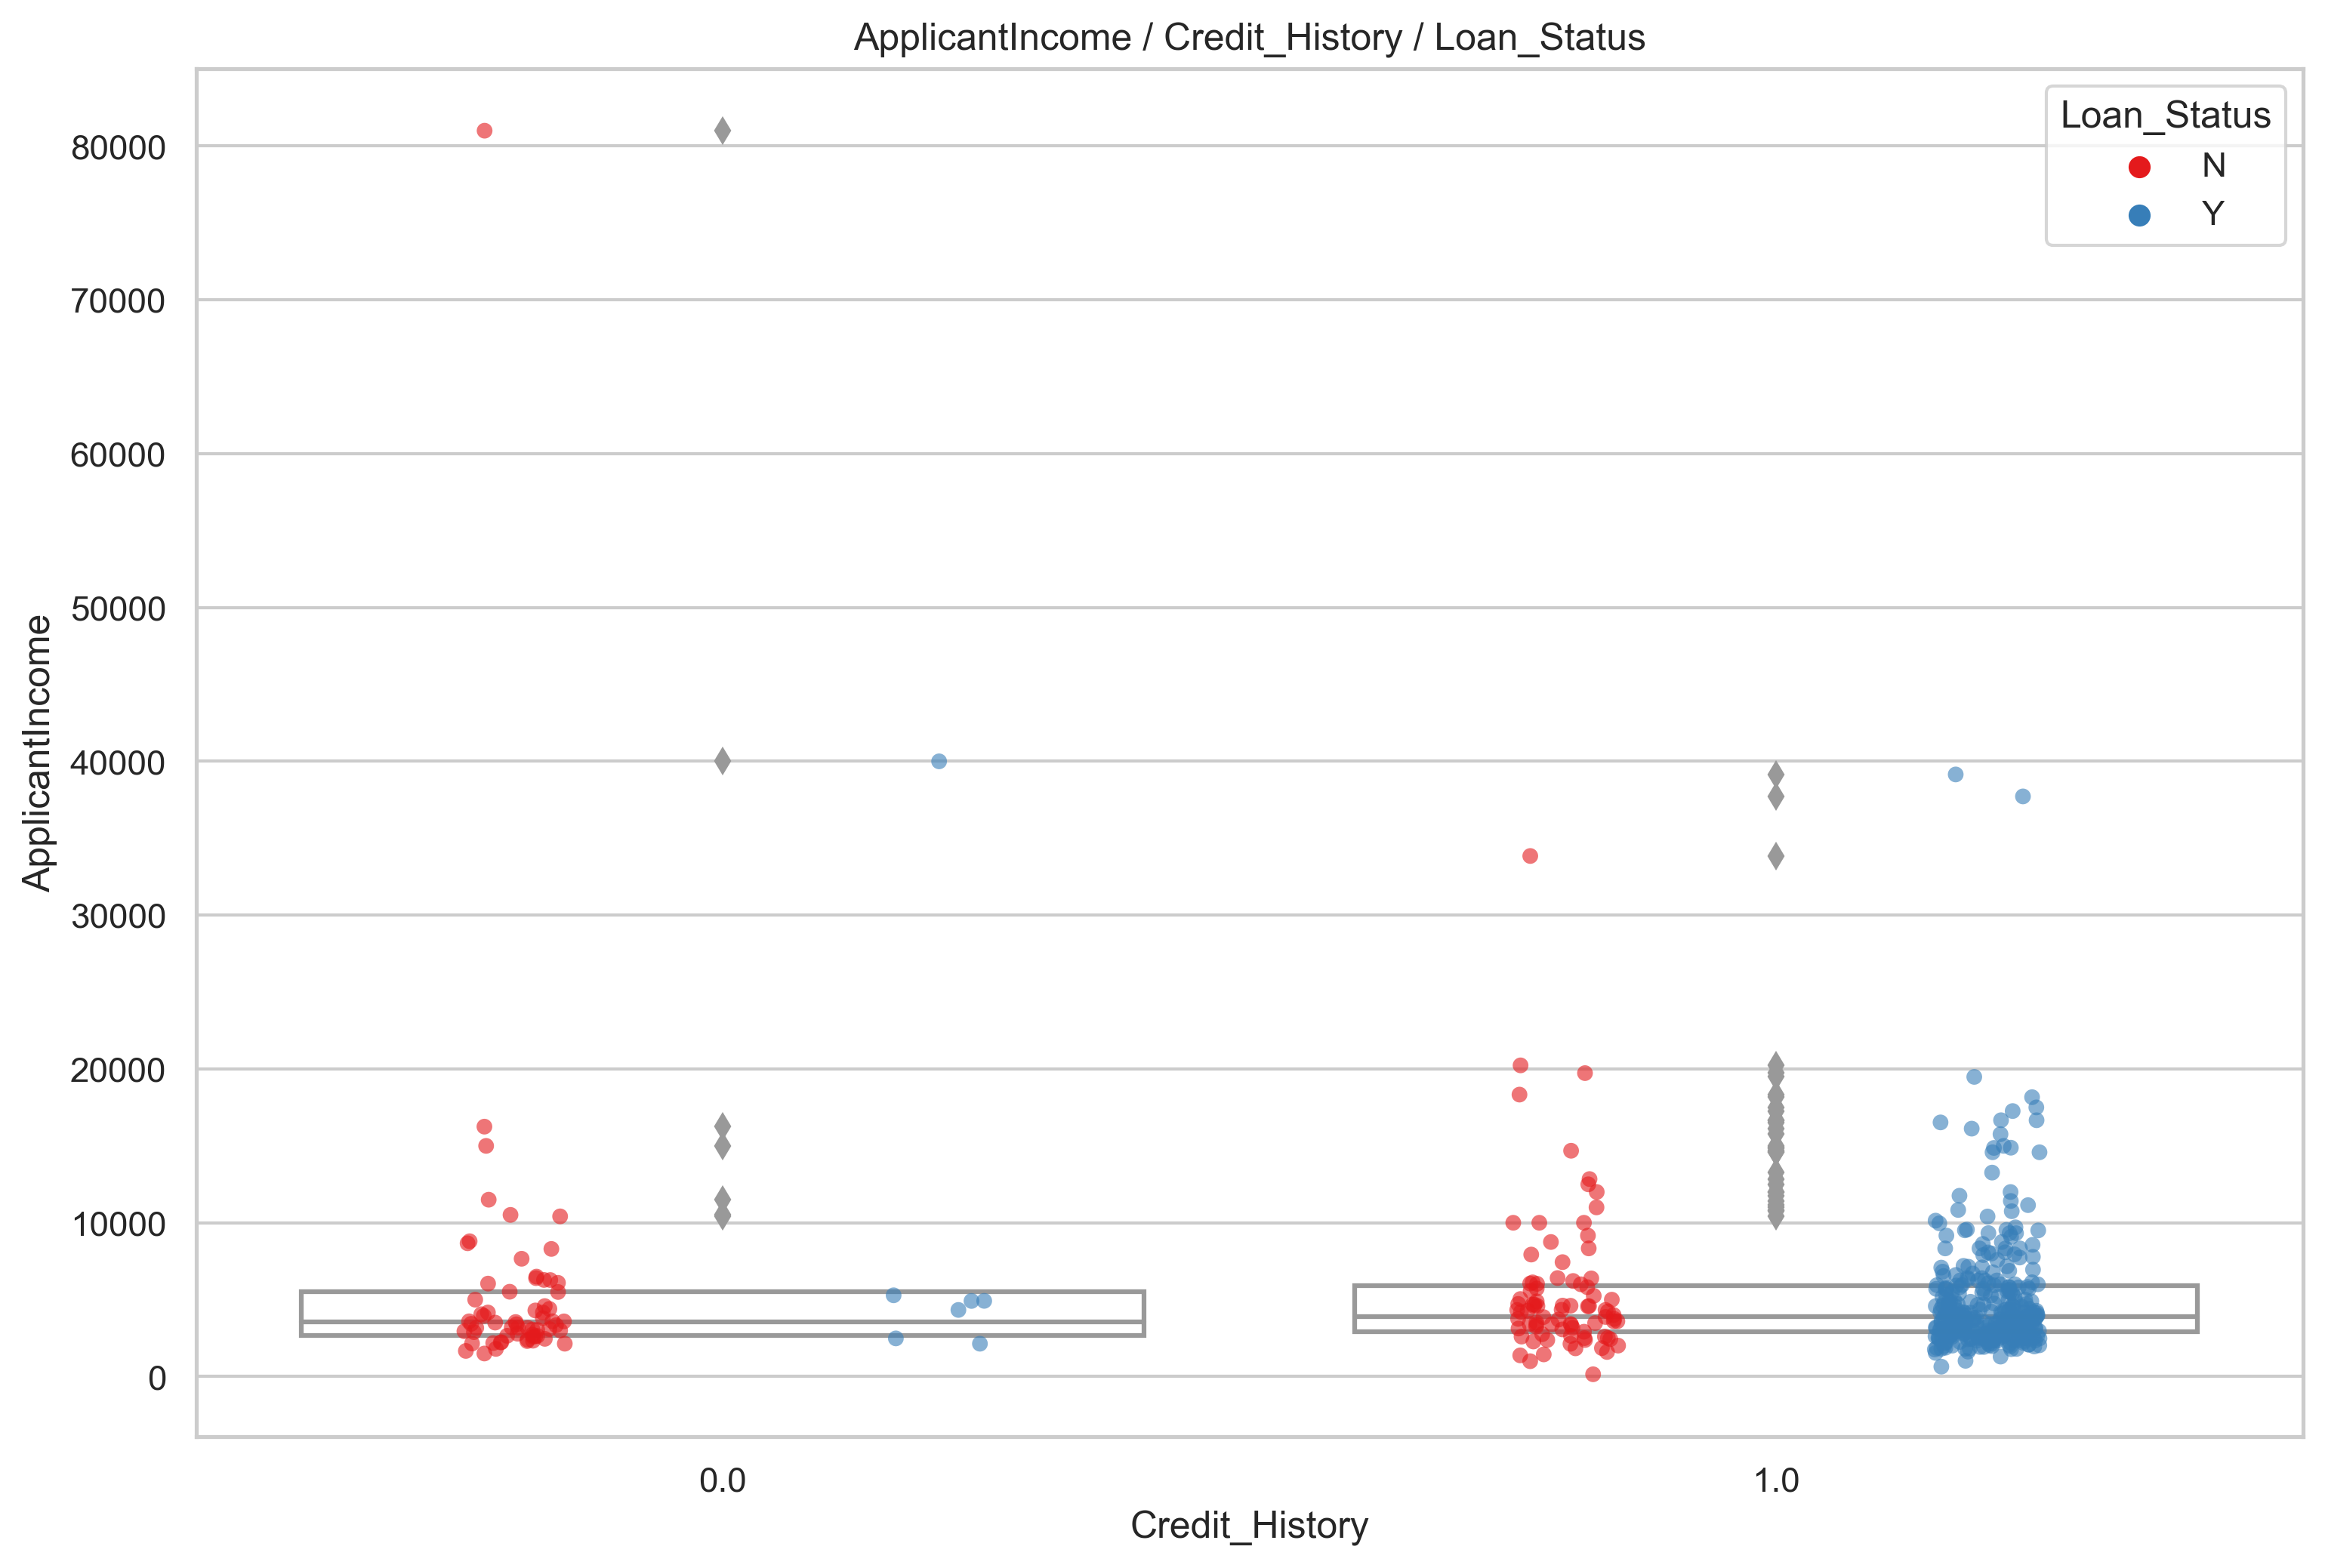 ApplicantIncome / Credit_History / Loan_Status
Loan_Status
N
Y
80000
70000
60000
50000
40000
30000
20000
10000
0
ApplicantIncome
0.0
1.0
Credit_History